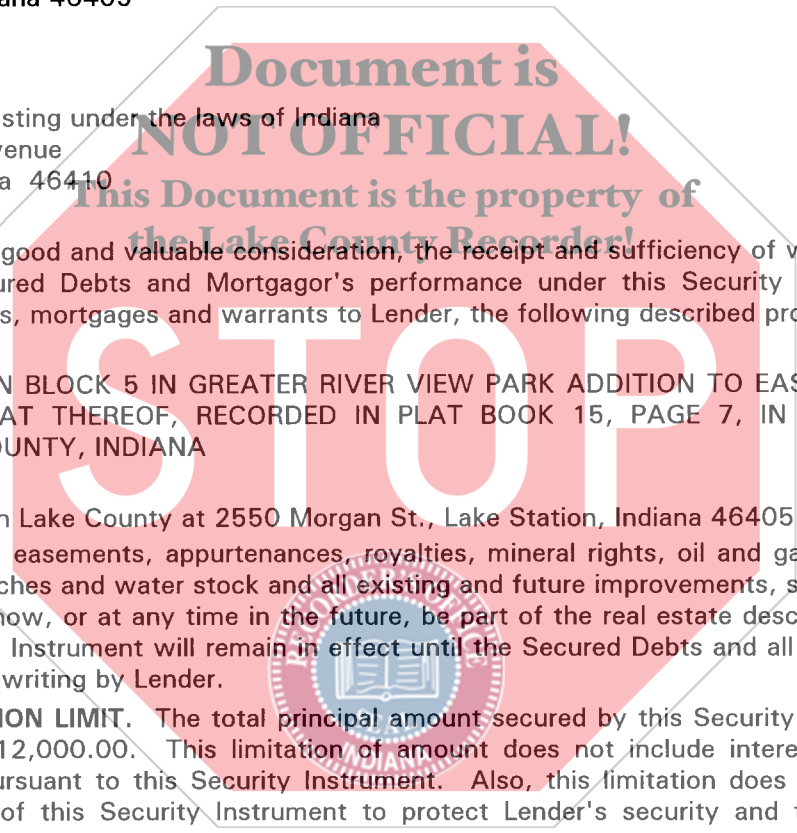 ana 46405
Document is
sting under the laws of Indiana
NOT OFFICIAL!
venue
a 46410
This Document is the property of
the Lake County Recorder!
good and valuable consideration, the receipt and sufficiency of w
ured Debts and Mortgagor's performance under this Security
s, mortgages and warrants to Lender, the following described pro
STOP
N BLOCK 5 IN GREATER RIVER VIEW PARK ADDITION TO EAS
AT THEREOF, RECORDED IN PLAT BOOK 15, PAGE 7, IN
OUNTY, INDIANA
n Lake County at 2550 Morgan St., Lake Station, Indiana 46405
easements, appurtenances, royalties, mineral rights, oil and ga
ches and water stock and all existing and future improvements, s
now, or at any time in the future, be part of the real estate desc
Instrument will remain in effect until the Secured Debts and all
writing by Lender.
ION LIMIT. The total principal amount secured by this Security
12,000.00. This limitation of amount does not include intere
ursuant to this Security Instrument. Also, this limitation does
of this Security Instrument to protect Lender's security and
RECORDER'S OFFICE
SEAL
INDIANA